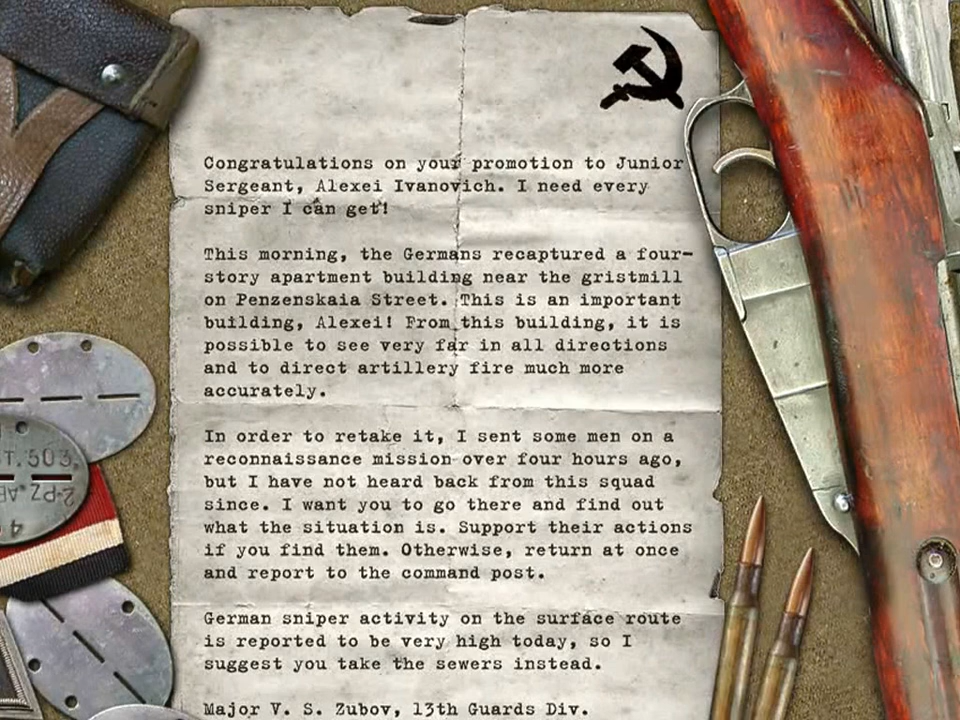 Congratulations on your promotion to Junior
Sergeant, Alexei Ivanovich. I need every
sniper I can get!
This morning, the Germans recaptured a four-
story apartment building near the gristmill
on Penzenskaia Street. This is an important
building, Alexei! From this building, it is
possible to see very far in all directions
and to direct artillery fire much more
accurately.
In order to retake it, I sent some men on a
reconnaissance mission over four hours ago,
but I have not heard back from this squad
since. I want you to go there and find out
what the situation is. Support their actions
if you find them. Otherwise, return at once
and report to the command post.
German sniper activity on the surface route
is reported to be very high today, so I
suggest you take the sewers instead.
Major V. S. Zubov, 13th Guards Div.
T.503.
2-PZ.AB
4